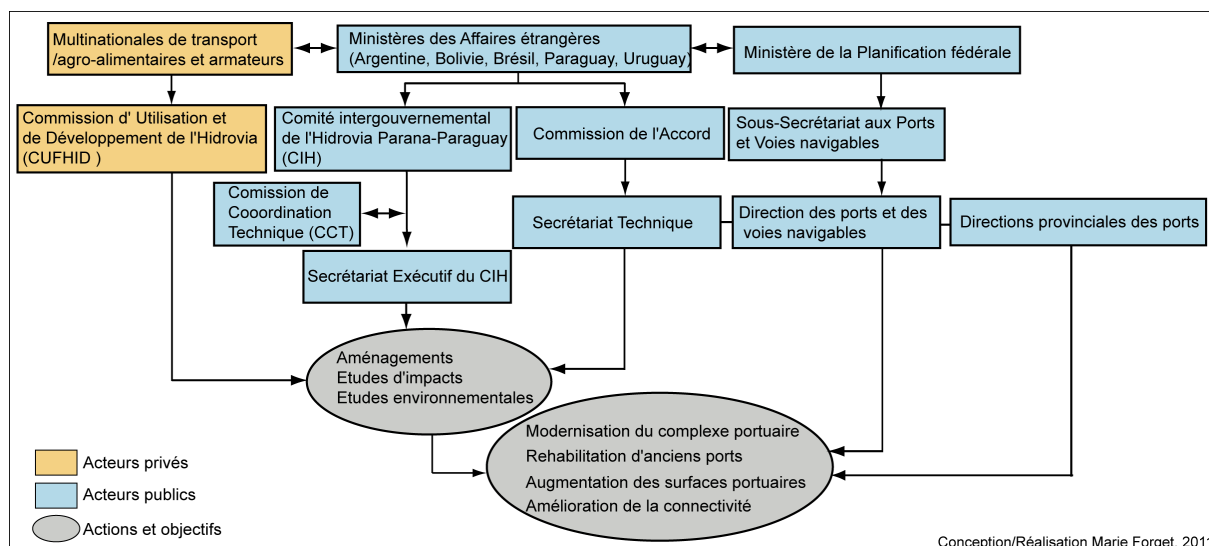 Multinationales de transport
/agro-alimentaires et armateurs
Ministères des Affaires étrangères
(Argentine, Bolivie, Brésil, Paraguay, Uruguay)
Ministère de la Planification fédérale
Commission d' Utilisation et
de Développement de l'Hidrovia
(CUFHID )
Comité intergouvernemental
de l'Hidrovia Parana-Paraguay
(CIH)
Commission de l'Accord
Sous-Secrétariat aux Ports
et Voies navigables
Comission de
Cooordination
Technique (CCT)
Secrétariat Technique
Direction des ports et des
voies navigables
Directions provinciales des ports
Secrétariat Exécutif du CIH
Aménagements
Etudes d'impacts
Etudes environnementales
Modernisation du complexe portuaire
Rehabilitation d'anciens ports
Augmentation des surfaces portuaires
Amélioration de la connectivité
Acteurs privés
Acteurs publics
Actions et objectifs
Conception/Réalisation Marie Forget, 2011